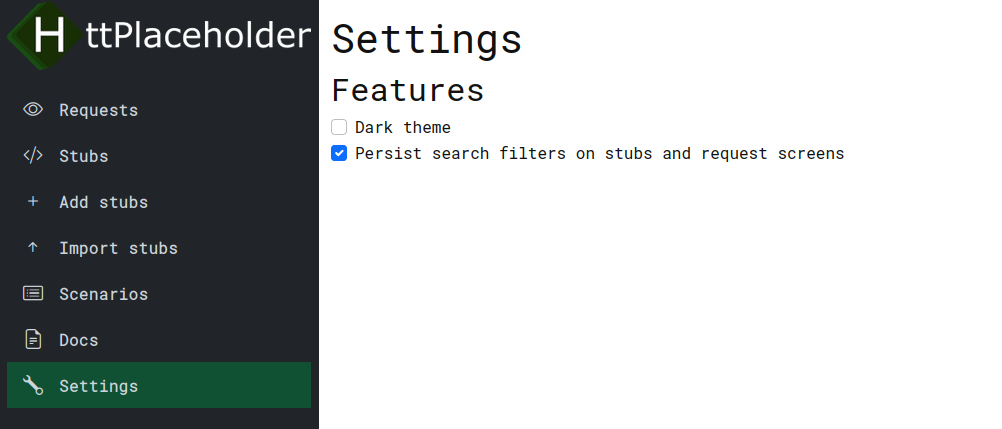 HttPlaceholder
Requests
Stubs
Add stubs
Import stubs
Scenarios
Docs
Settings
Settings
Features
Dark theme
Persist search filters on stubs and request screens